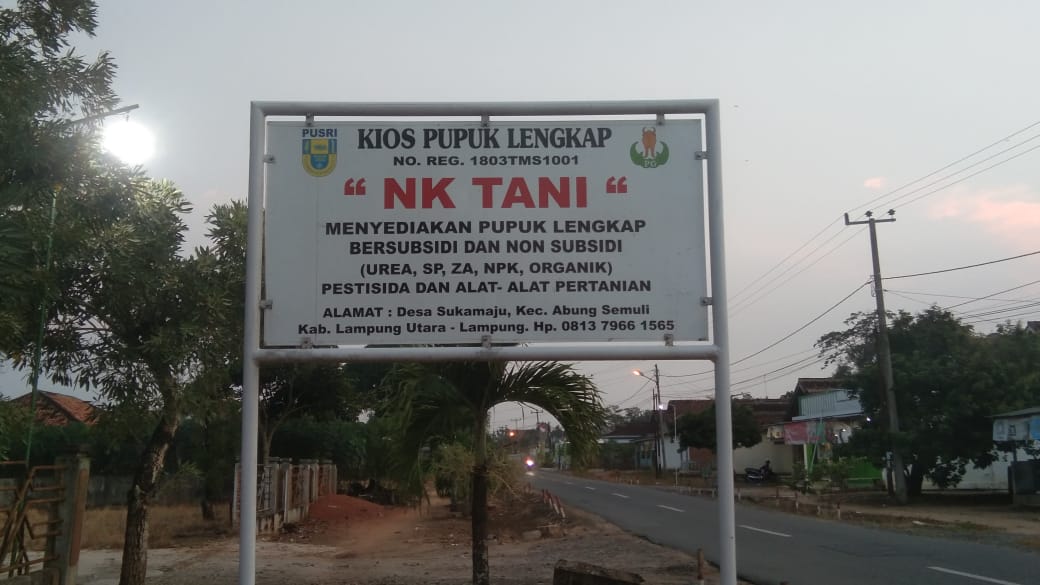 PUSRI
KIOS PUPUK LENGKAP
NO. REG. 1803TMS1001
PG
“ NK TANI “
MENYEDIAKAN PUPUK LENGKAP
BERSUBSIDI DAN NON SUBSIDI
(UREA, SP, ZA, NPK, ORGANIK)
PESTISIDA DAN ALAT- ALAT PERTANIAN
ALAMAT : Desa Sukamaju, Kec. Abung Semuli
Kab. Lampung Utara - Lampung. Hp. 0813 7966 1565